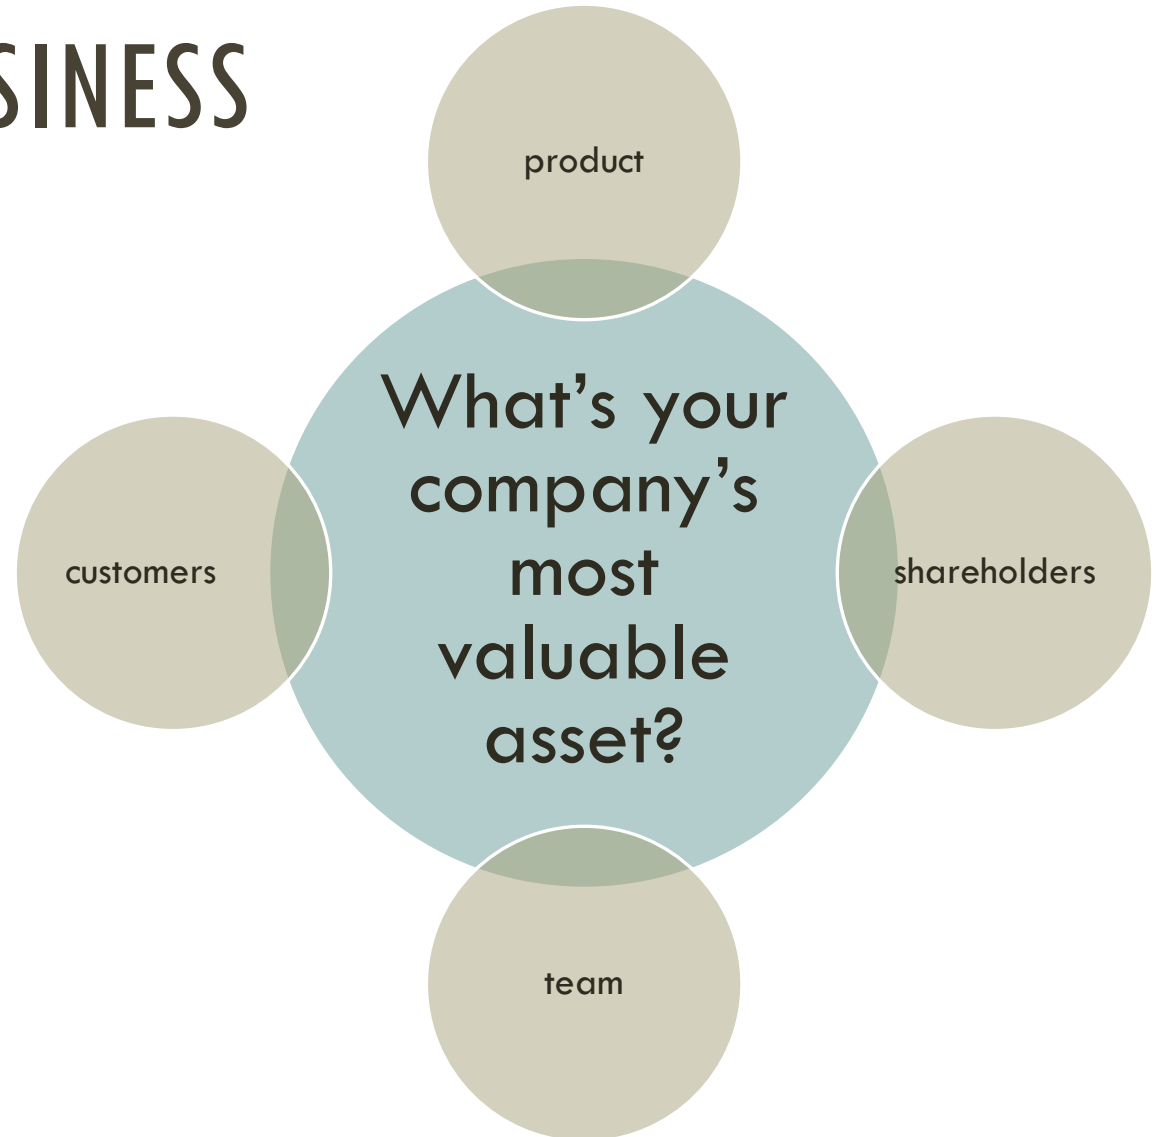 SINESS
product
What’s your
company’s
most
valuable
asset?
customers
shareholders
team